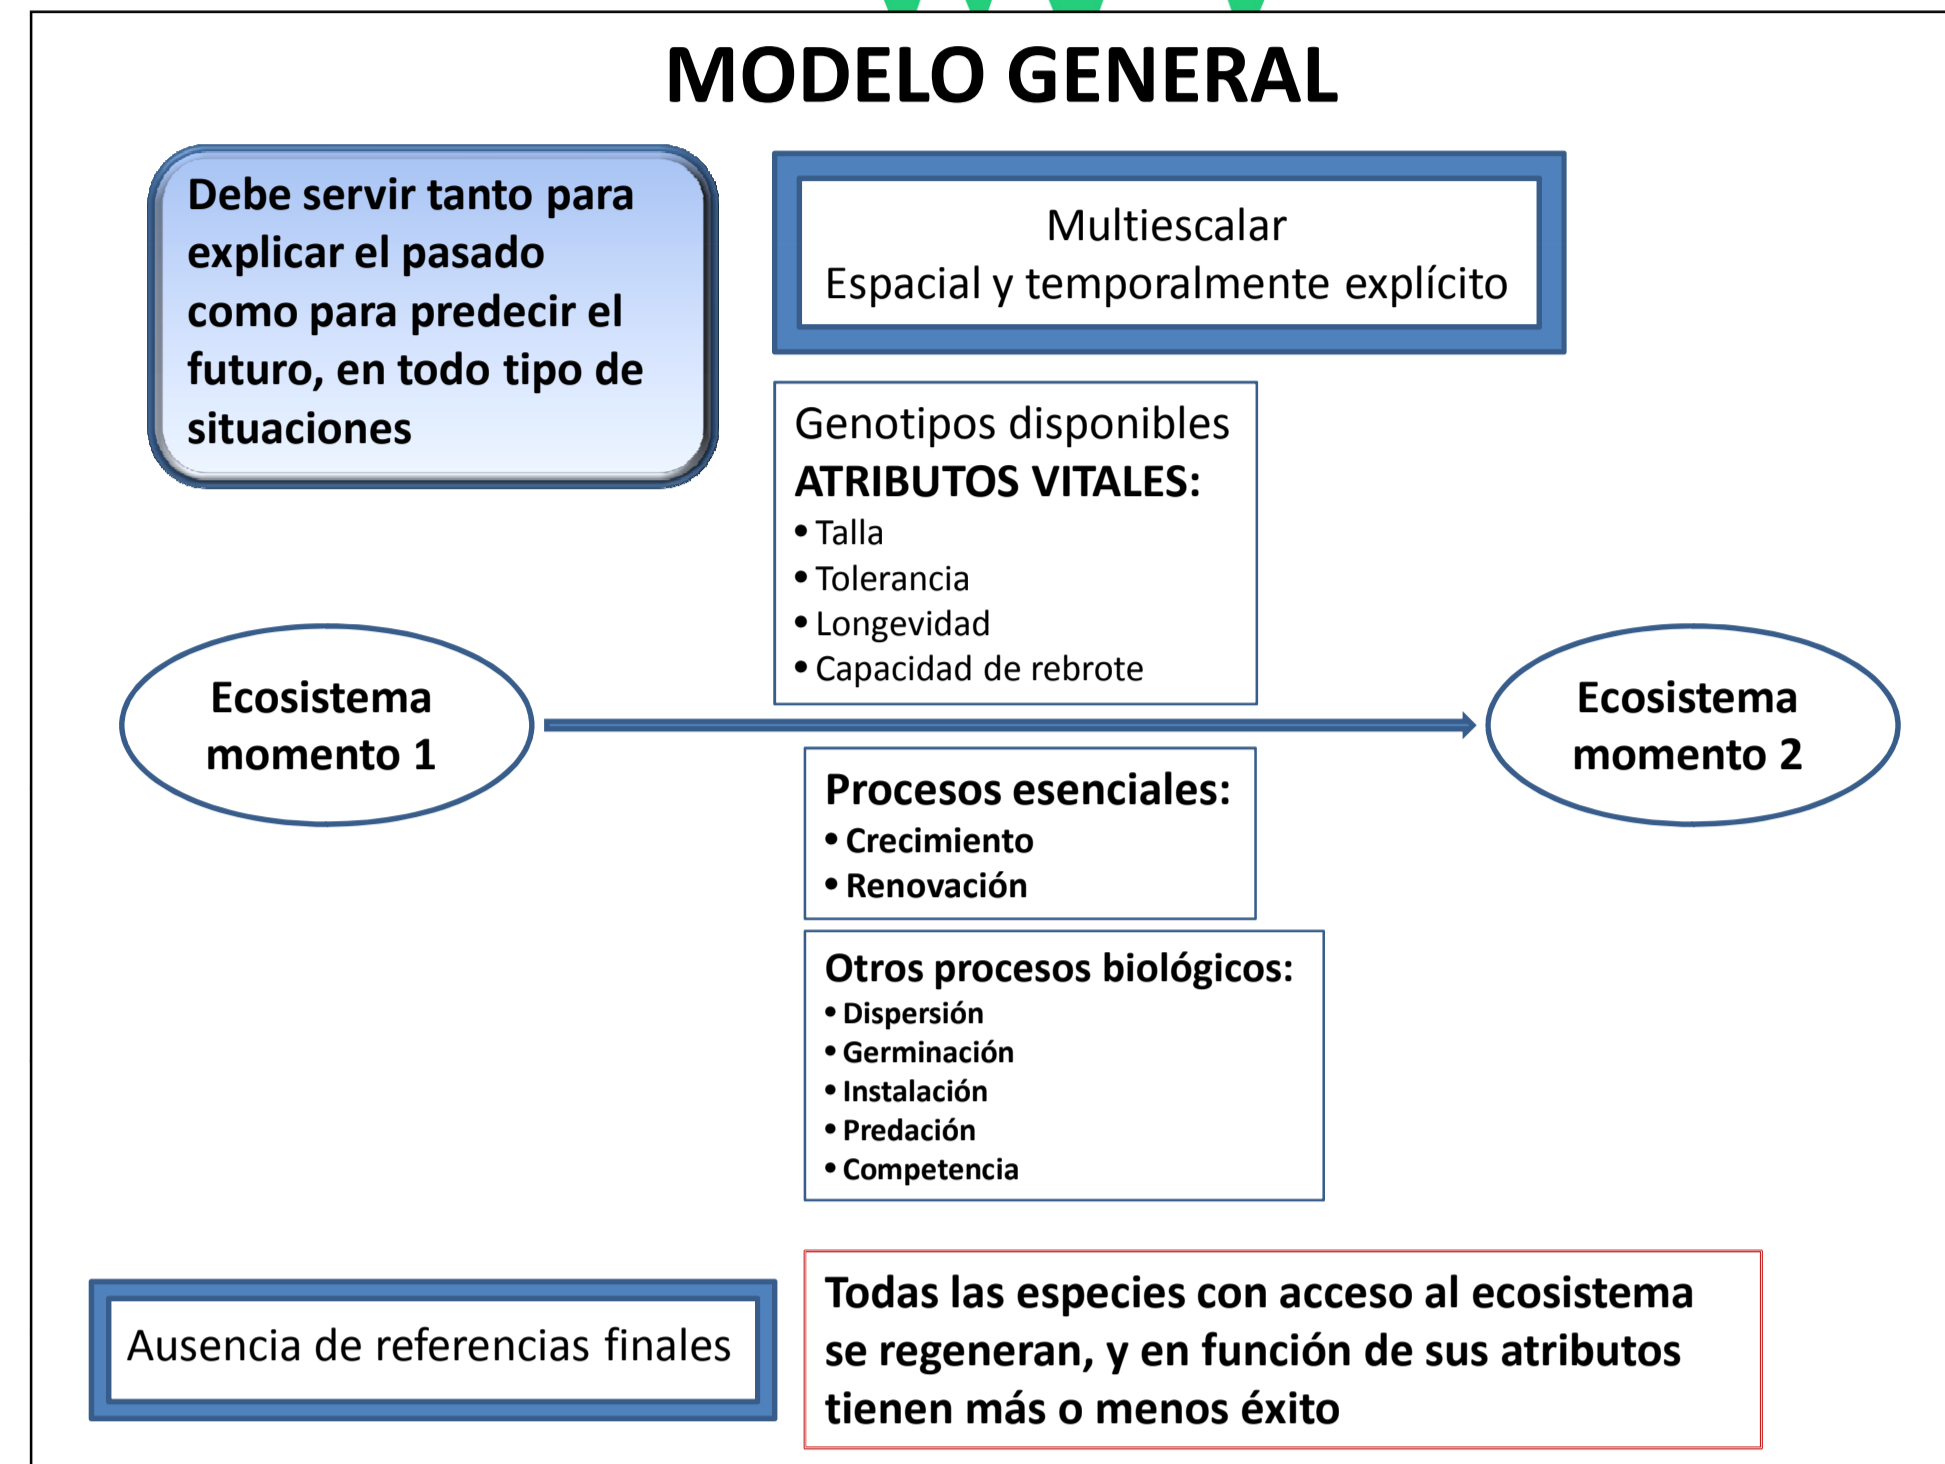 MODELO GENERAL
Debe servir tanto para
explicar el pasado
como para predecir el
futuro, en todo tipo de
situaciones
Multiescalar
Espacial y temporalmente explícito
Genotipos disponibles
ATRIBUTOS VITALES:
• Talla
• Tolerancia
• Longevidad
• Capacidad de rebrote
Ecosistema
momento 1
Ecosistema
momento 2
Procesos esenciales:
• Crecimiento
• Renovación
Otros procesos biológicos:
• Dispersión
• Germinación
• Instalación
• Predación
• Competencia
Ausencia de referencias finales
Todas las especies con acceso al ecosistema
se regeneran, y en función de sus atributos
tienen más o menos éxito